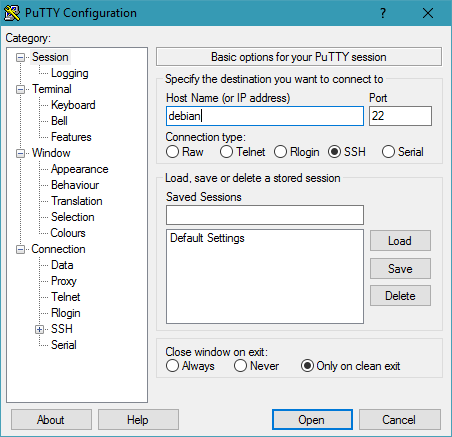 PuTTY Configuration
?
Category:
Session
Logging
Terminal
Keyboard
Bell
Features
Window
Appearance
Behaviour
Translation
Selection
Colours
Connection
Data
Proxy
Telnet
Rlogin
SSH
Serial
Basic options for your PuTTY session
Specify the destination you want to connect to
Host Name (or IP address) Port
debian 22
Connection type:
Raw Telnet Rlogin SSH Serial
Load, save or delete a stored session
Saved Sessions
Default Settings
Load
Save
Delete
Close window on exit:
Always Never Only on clean exit
About Help Open Cancel